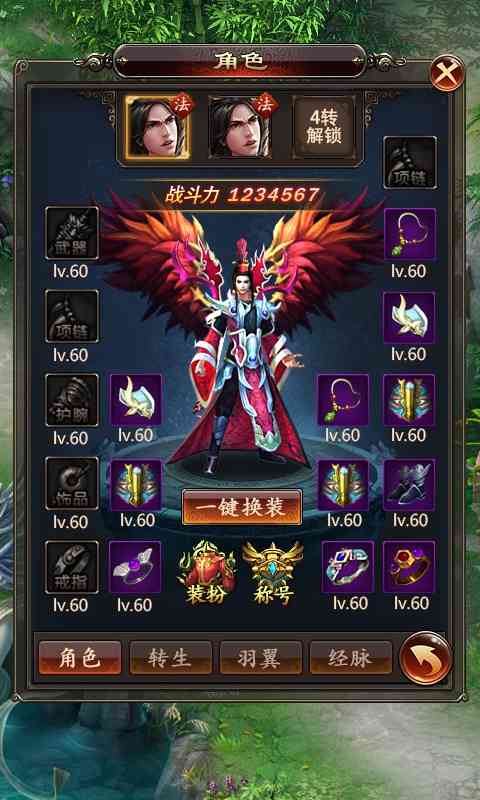 角色
法
法
4转
解锁
项链
战斗力 1234567
武器
lv.60
lv.60
项链
lv.60
lv.60
护腕
lv.60
lv.60
lv.60
lv.60
饰品
lv.60
lv.60
一键换装
lv.60
lv.60
戒指
lv.60
lv.60
装扮
称号
lv.60
lv.60
角色
转生
羽翼
经脉